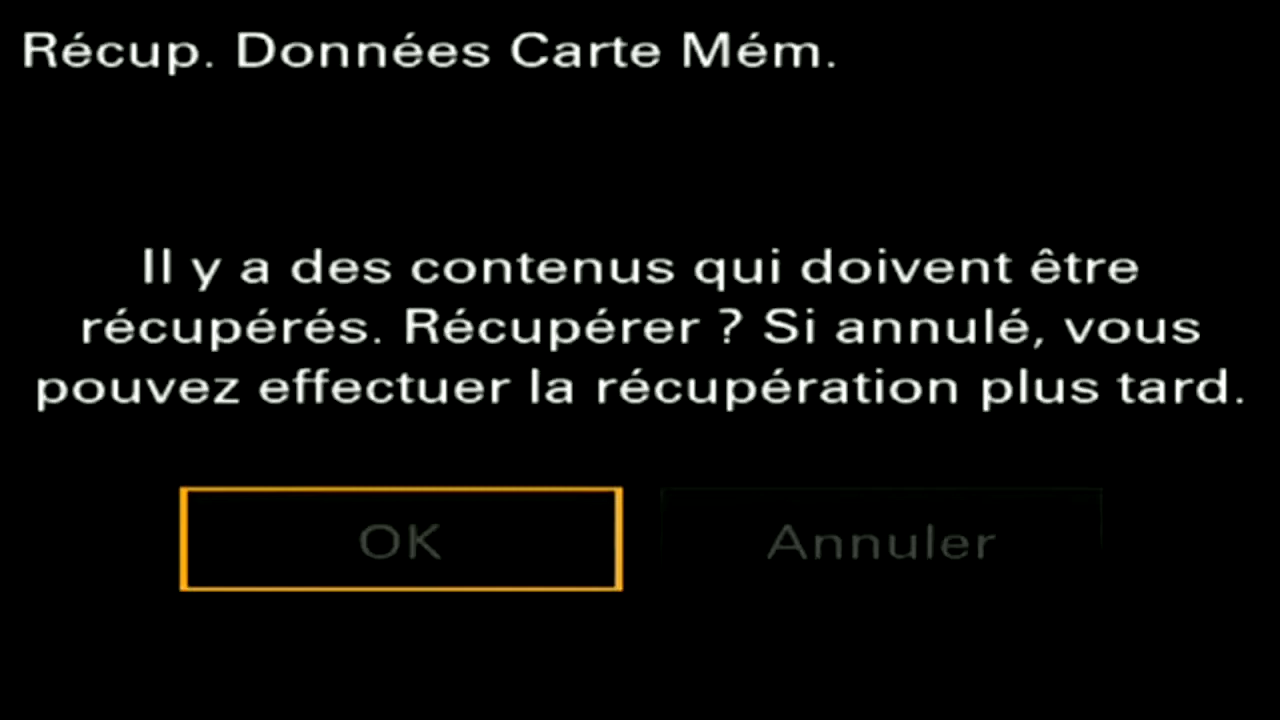 Récup. Données Carte Mém.
Il y a des contenus qui doivent être
récupérés. Récupérer ? Si annulé, vous
pouvez effectuer la récupération plus tard.
OK
Annuler